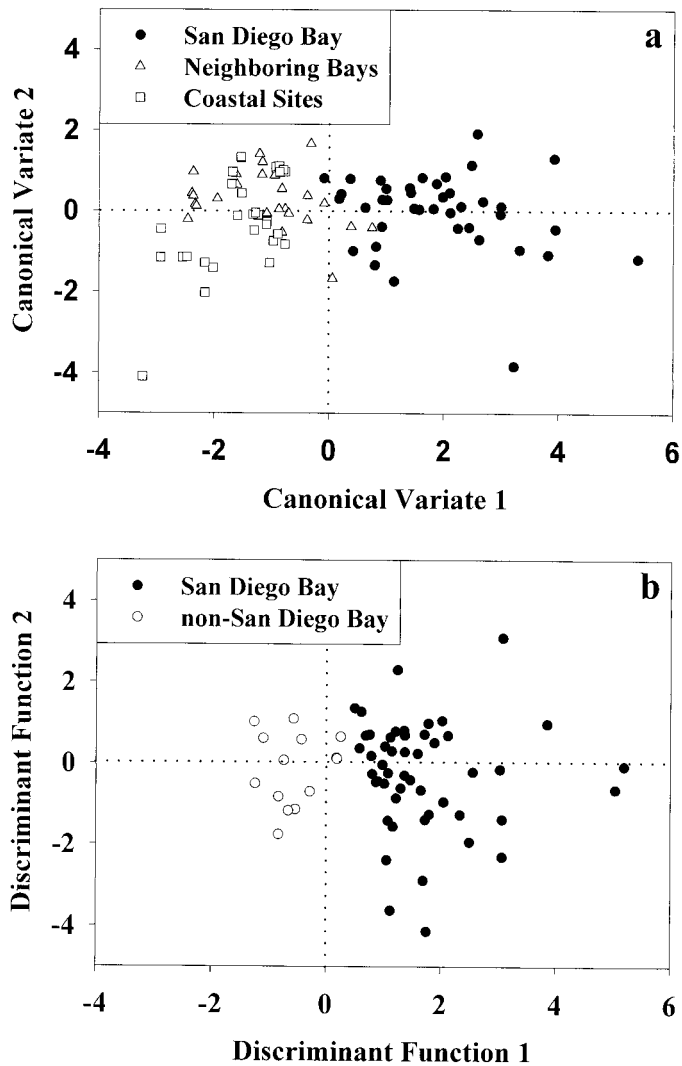 a
San Diego Bay
Neighboring Bays
Coastal Sites
4
2
0
-2
-4
Canonical Variate 2
-4
-2
0
2
4
6
Canonical Variate 1
b
San Diego Bay
non-San Diego Bay
4
2
0
-2
-4
Discriminant Function 2
-4
-2
0
2
4
6
Discriminant Function 1